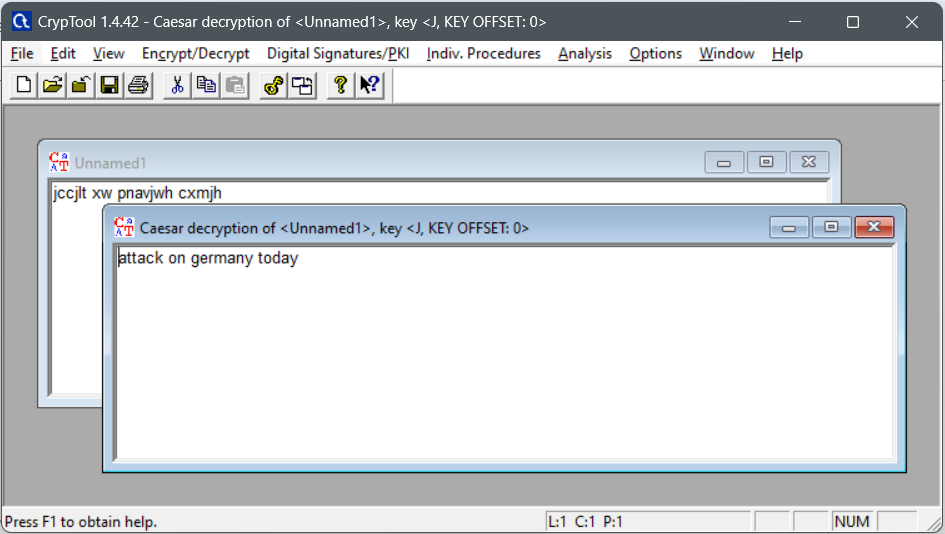 CrypTool 1.4.42 - Caesar decryption of <Unnamed1>, key <J, KEY OFFSET: 0>
File Edit View Encrypt/Decrypt Digital Signatures/PKI Indiv. Procedures Analysis Options Window Help
Unnamed1
jccjlt xw pnavjwh cxmjh
Caesar decryption of <Unnamed1>, key <J, KEY OFFSET: 0>
attack on germany today
Press F1 to obtain help.
L:1 C:1 P:1
NUM